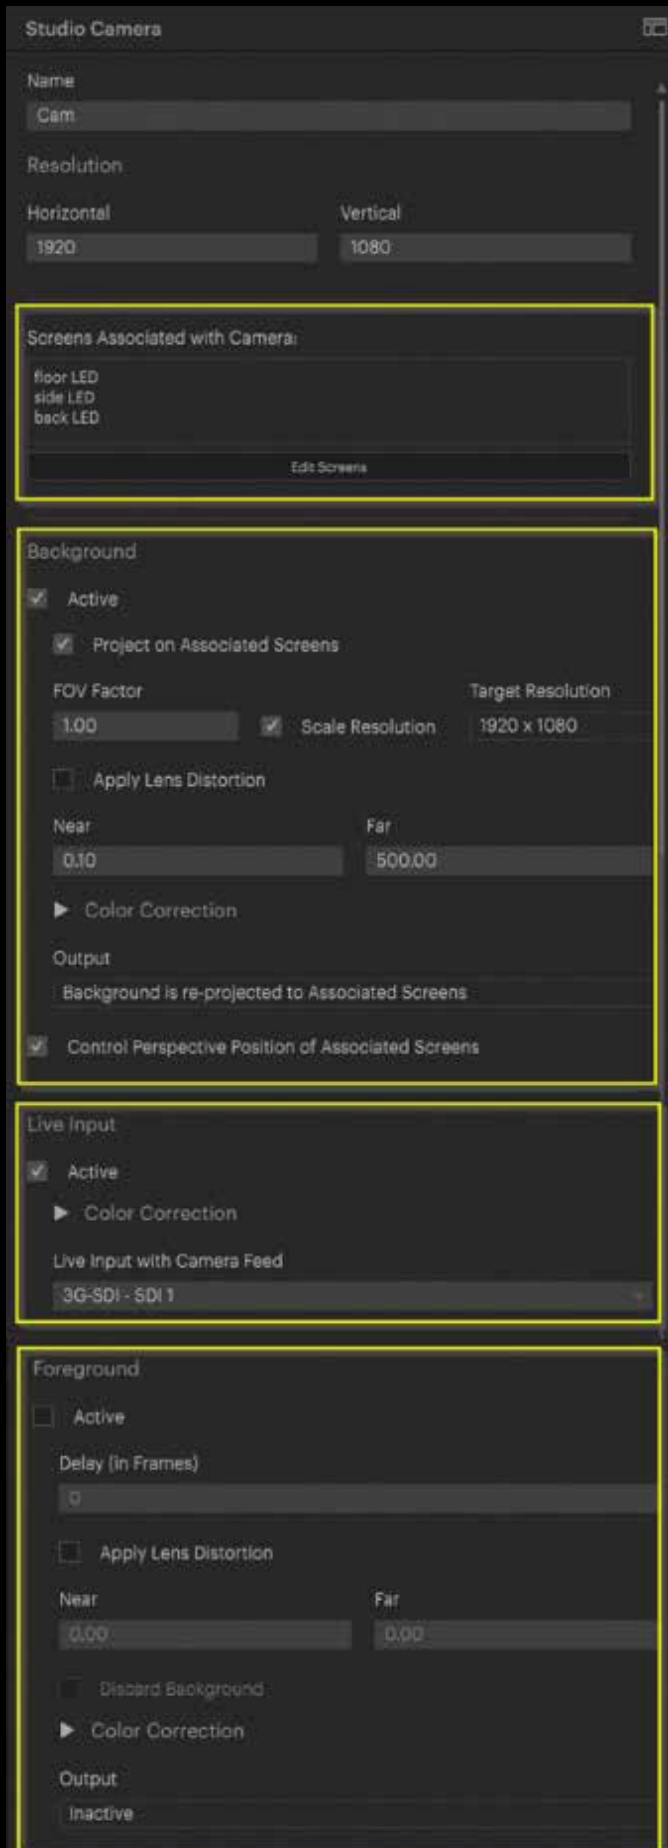 Studio Camera
Name
Cam
Resolution
Horizontal Vertical
1920 1080
Screens Associated with Camera:
floor LED
side LED
back LED
Edit Screens
Background
Active
Project on Associated Screens
FOV Factor Target Resolution
1.00 Scale Resolution 1920 x 1080
Apply Lens Distortion
Near Far
0.10 500.00
Color Correction
Output
Background is re-projected to Associated Screens
Control Perspective Position of Associated Screens
Live Input
Active
Color Correction
Live Input with Camera Feed
3G-SDI - SDI 1
Foreground
Active
Delay (in Frames)
0
Apply Lens Distortion
Near Far
0.00 0.00
Discard Background
Color Correction
Output
Inactive